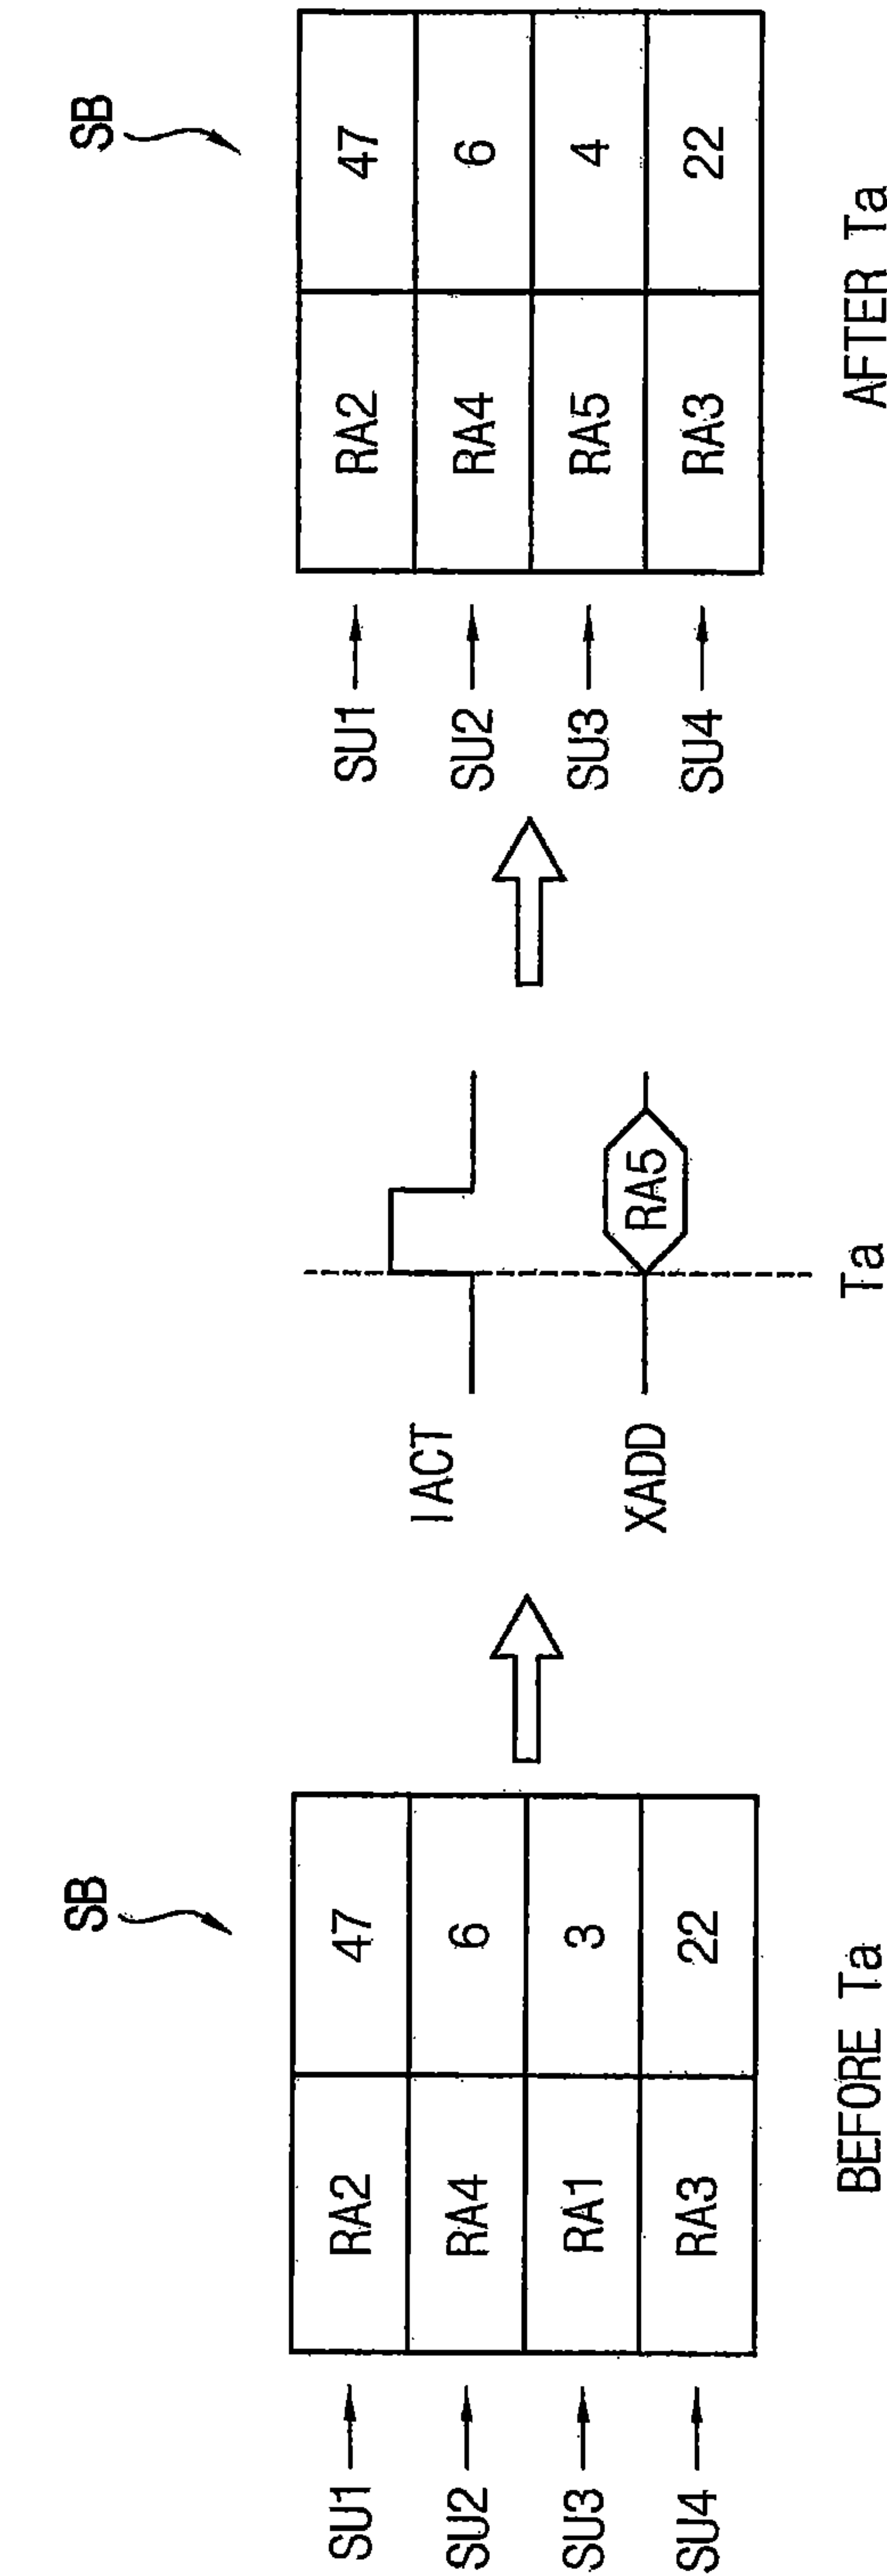 SB
SU1 RA2 47
SU2 RA4 6
SU3 RA1 3
SU4 RA3 22
BEFORE Ta
IACT
XADD RA5
Ta
SB
SU1 RA2 47
SU2 RA4 6
SU3 RA5 4
SU4 RA3 22
AFTER Ta